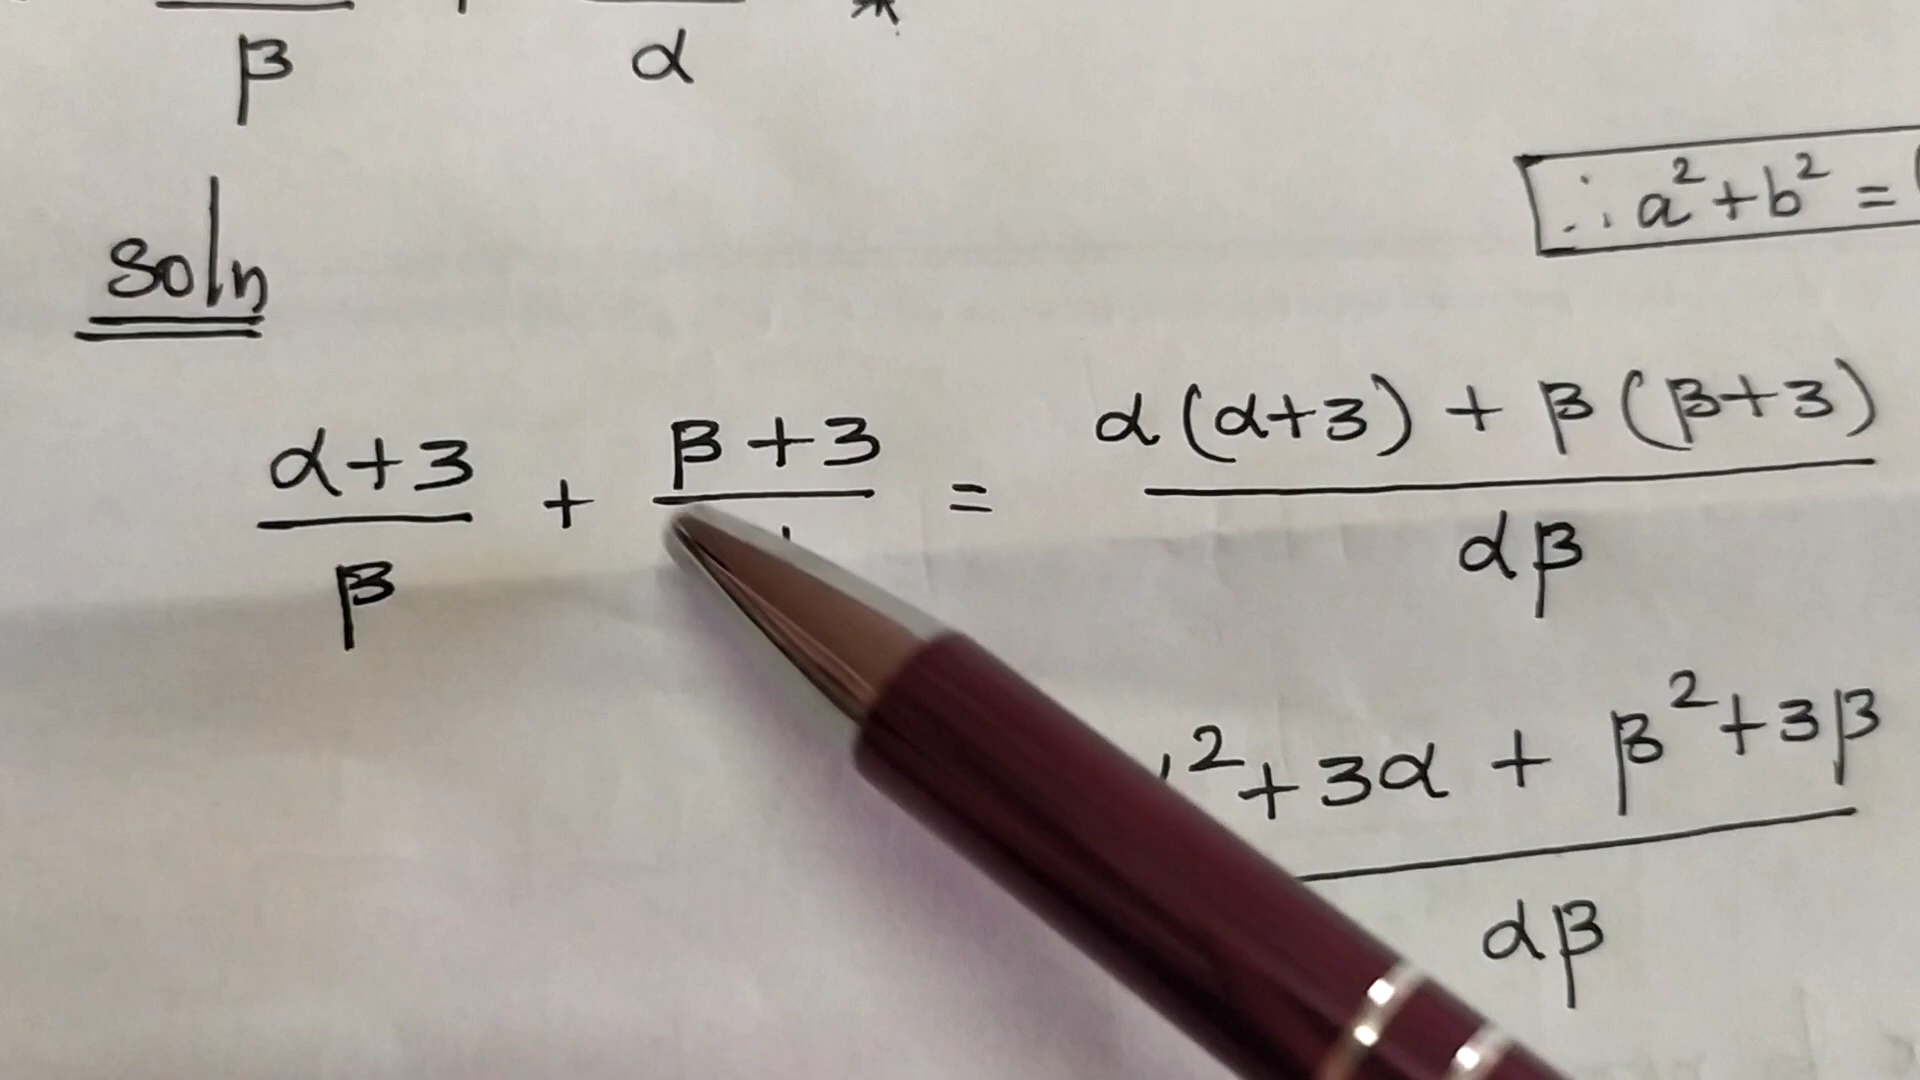 β α
∴ a² + b² =
Soln
α+3 + β+3 = α(α+3) + β(β+3)
β αβ
² + 3α + β² + 3β
αβ